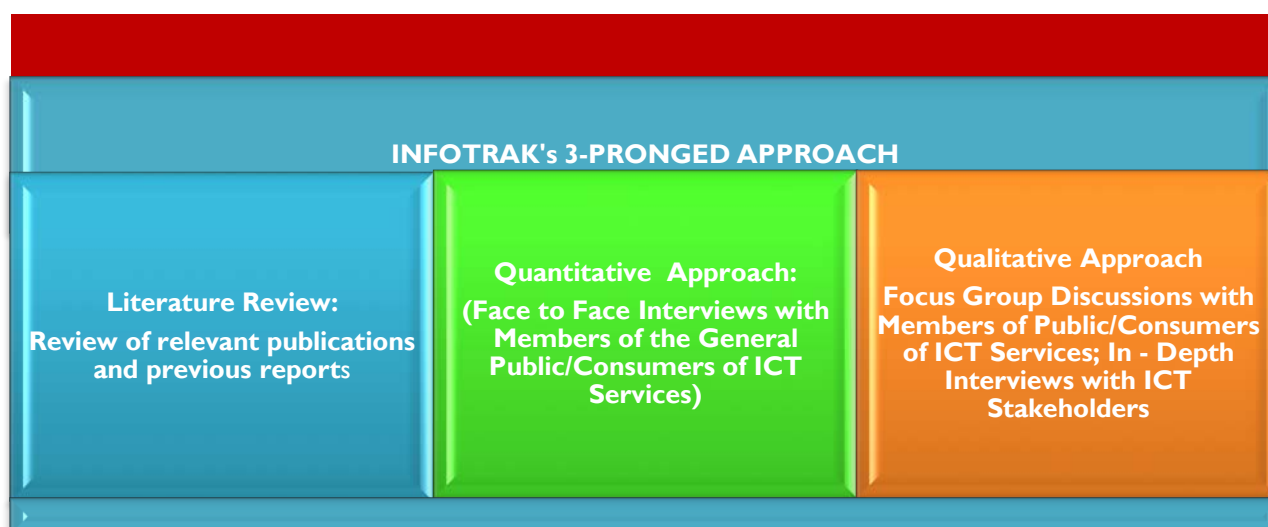 INFOTRAK's 3-PRONGED APPROACH
Literature Review:
Review of relevant publications
and previous reports
Quantitative Approach:
(Face to Face Interviews with
Members of the General
Public/Consumers of ICT
Services)
Qualitative Approach
Focus Group Discussions with
Members of Public/Consumers
of ICT Services; In - Depth
Interviews with ICT
Stakeholders